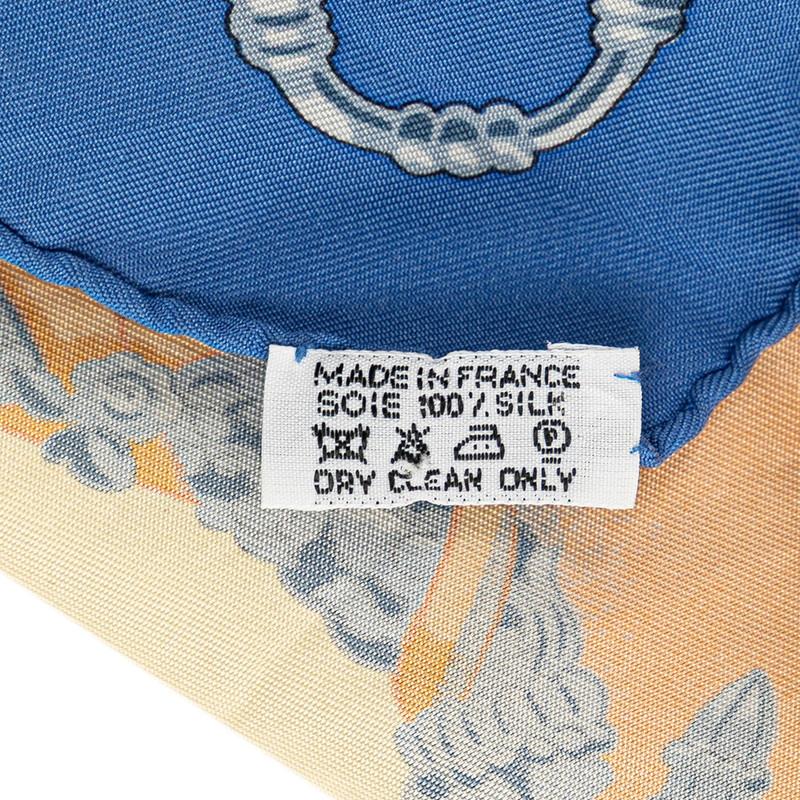 MADE IN FRANCE
SOIE 100% SILK
P
DRY CLEAN ONLY